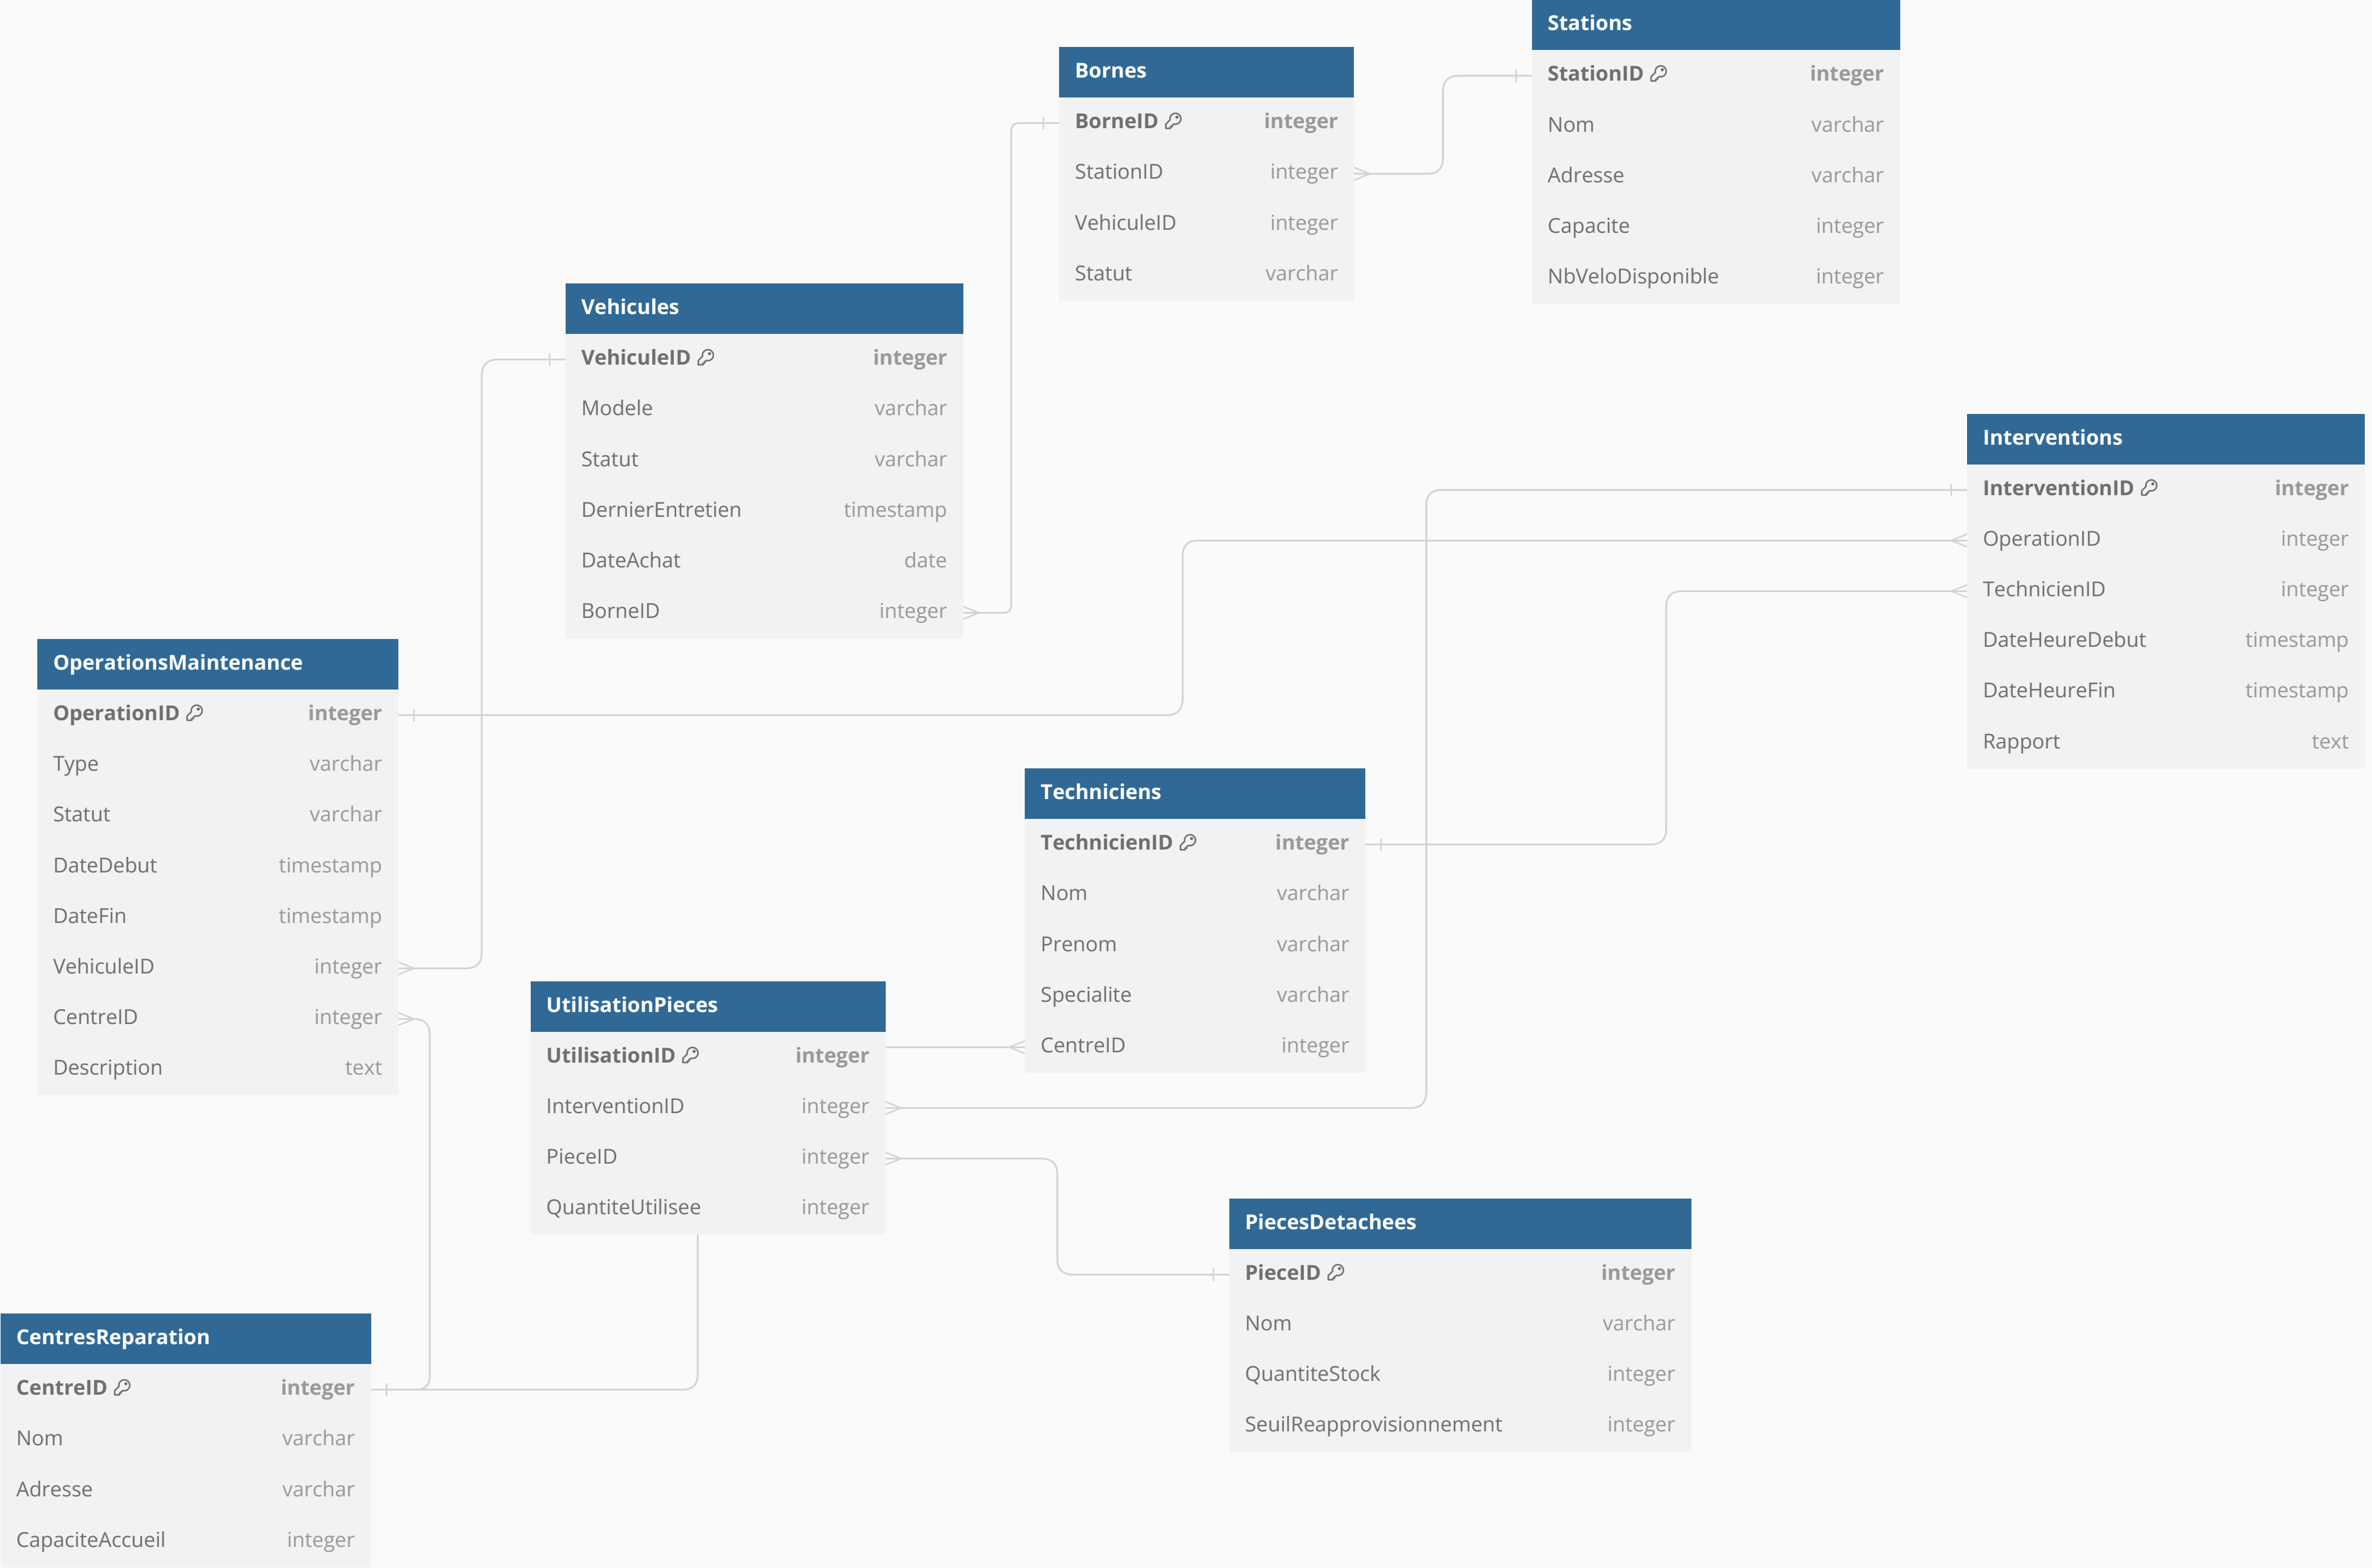 Stations
StationID integer
Nom varchar
Adresse varchar
Capacite integer
NbVeloDisponible integer
Bornes
BorneID integer
StationID integer
VehiculeID integer
Statut varchar
Vehicules
VehiculeID integer
Modele varchar
Statut varchar
DernierEntretien timestamp
DateAchat date
BorneID integer
Interventions
InterventionID integer
OperationID integer
TechnicienID integer
DateHeureDebut timestamp
DateHeureFin timestamp
Rapport text
OperationsMaintenance
OperationID integer
Type varchar
Statut varchar
DateDebut timestamp
DateFin timestamp
VehiculeID integer
CentreID integer
Description text
Techniciens
TechnicienID integer
Nom varchar
Prenom varchar
Specialite varchar
CentreID integer
UtilisationPieces
UtilisationID integer
InterventionID integer
PieceID integer
QuantiteUtilisee integer
PiecesDetachees
PieceID integer
Nom varchar
QuantiteStock integer
SeuilReapprovisionnement integer
CentresReparation
CentreID integer
Nom varchar
Adresse varchar
CapaciteAccueil integer